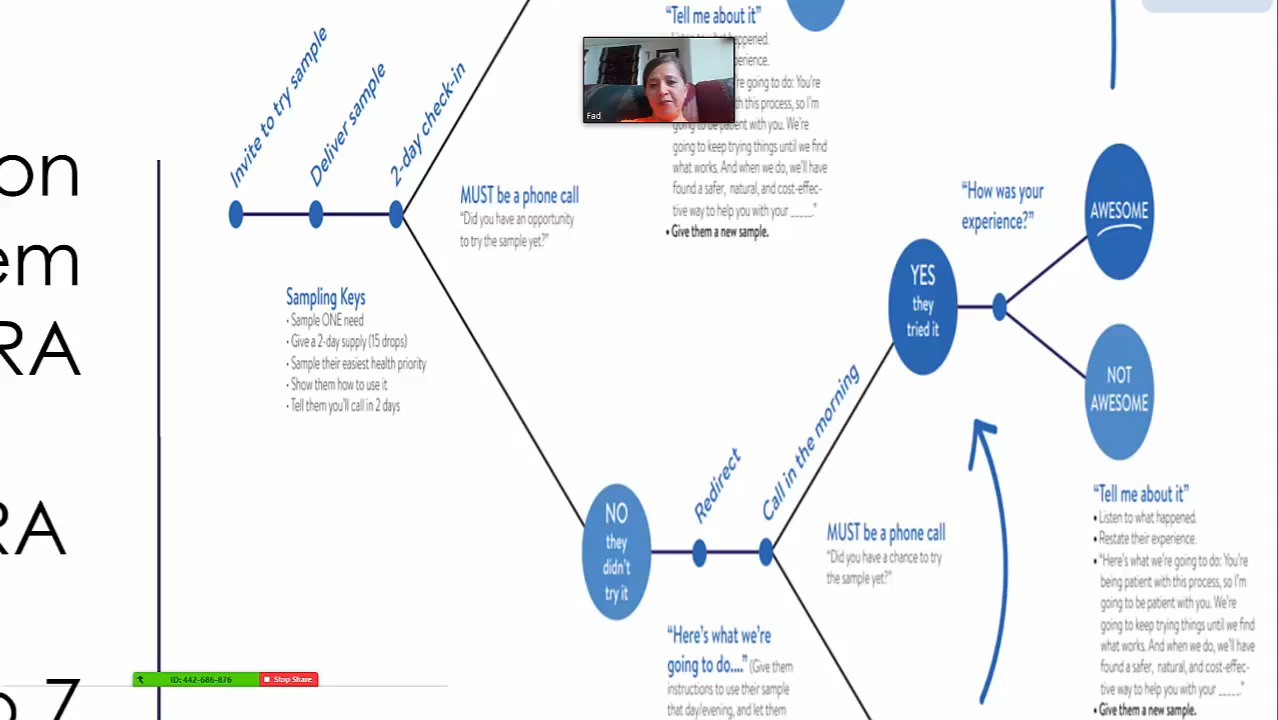 on
em
RA
RA
o 7
Invite to try sample
Deliver sample
2-day check-in
Sampling Keys
• Sample ONE need
• Give a 2-day supply (15 drops)
• Sample their easiest health priority
• Show them how to use it
• Tell them you'll call in 2 days
MUST be a phone call
"Did you have an opportunity
to try the sample yet?"
"Tell me about it"
Fad
going to be patient with you. We're
going to keep trying things until we find
what works. And when we do, we'll have
found a safer, natural, and cost-effec-
tive way to help you with your _____."
• Give them a new sample.
NO
they
didn't
try it
Redirect
Call in the morning
"Here's what we're
going to do...." (Give them
instructions to use their sample
that day/evening, and let them
MUST be a phone call
"Did you have a chance to try
the sample yet?"
YES
they
tried it
"How was your
experience?"
AWESOME
NOT
AWESOME
"Tell me about it"
• Listen to what happened.
• Restate their experience.
• "Here's what we're going to do: You're
being patient with this process, so I'm
going to be patient with you. We're
going to keep trying things until we find
what works. And when we do, we'll have
found a safer, natural, and cost-effec-
tive way to help you with your _____."
• Give them a new sample.
ID: 442-686-876
Stop Share